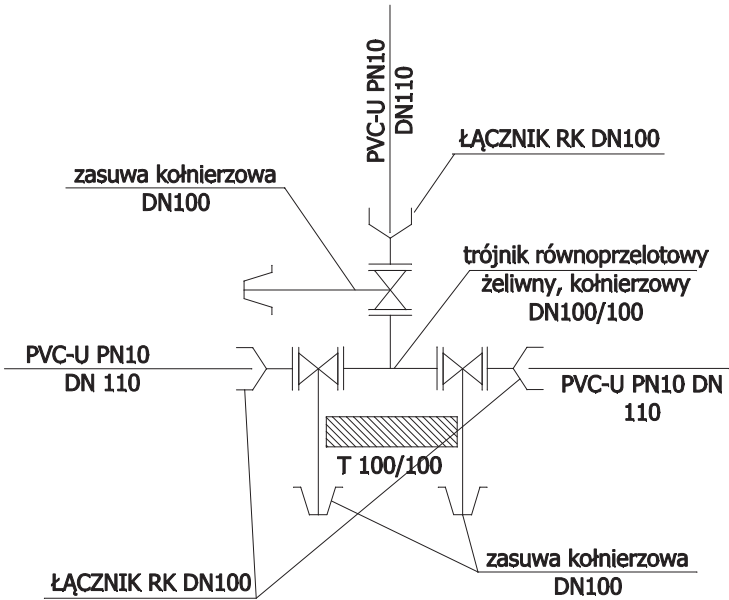 PVC-U PN10
DN110
ŁĄCZNIK RK DN100
zasuwa kołnierzowa
DN100
trójnik równoprzelotowy
żeliwny, kołnierzowy
DN100/100
PVC-U PN10
DN 110
PVC-U PN10 DN
110
T 100/100
zasuwa kołnierzowa
DN100
ŁĄCZNIK RK DN100